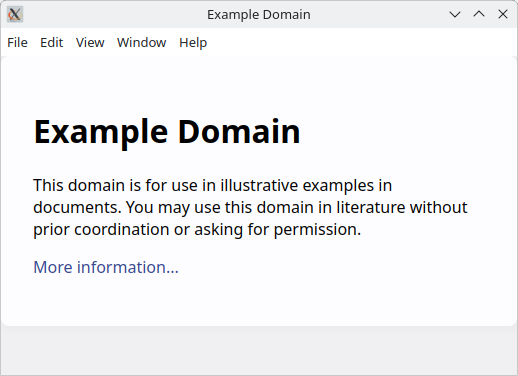 Example Domain
File Edit View Window Help
Example Domain
This domain is for use in illustrative examples in
documents. You may use this domain in literature without
prior coordination or asking for permission.
More information...